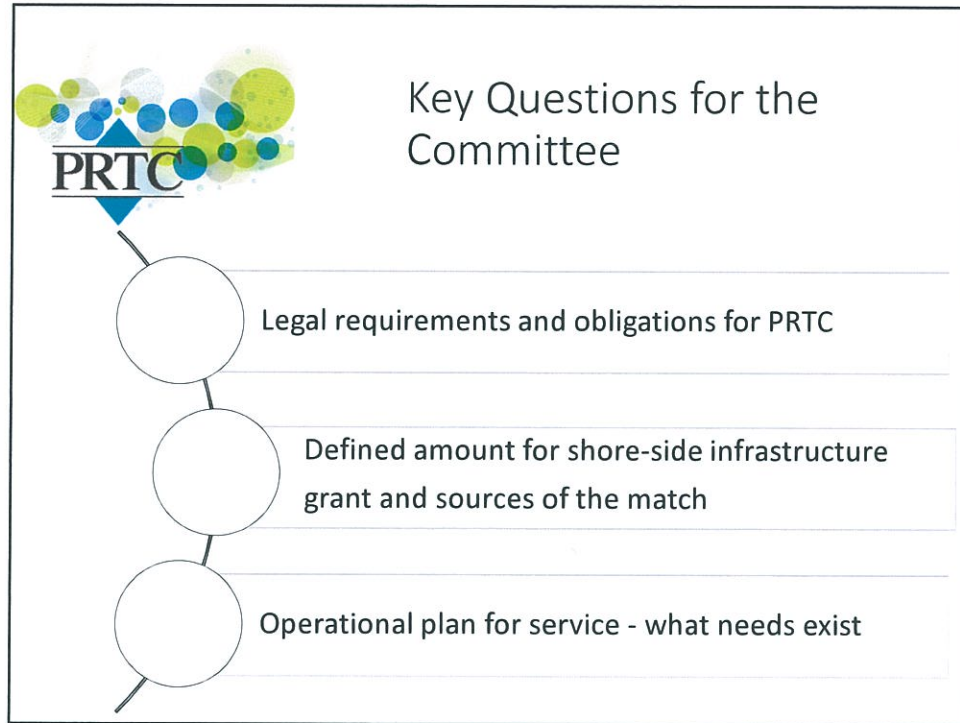 Key Questions for the
Committee
PRTC
Legal requirements and obligations for PRTC
Defined amount for shore-side infrastructure
grant and sources of the match
Operational plan for service - what needs exist